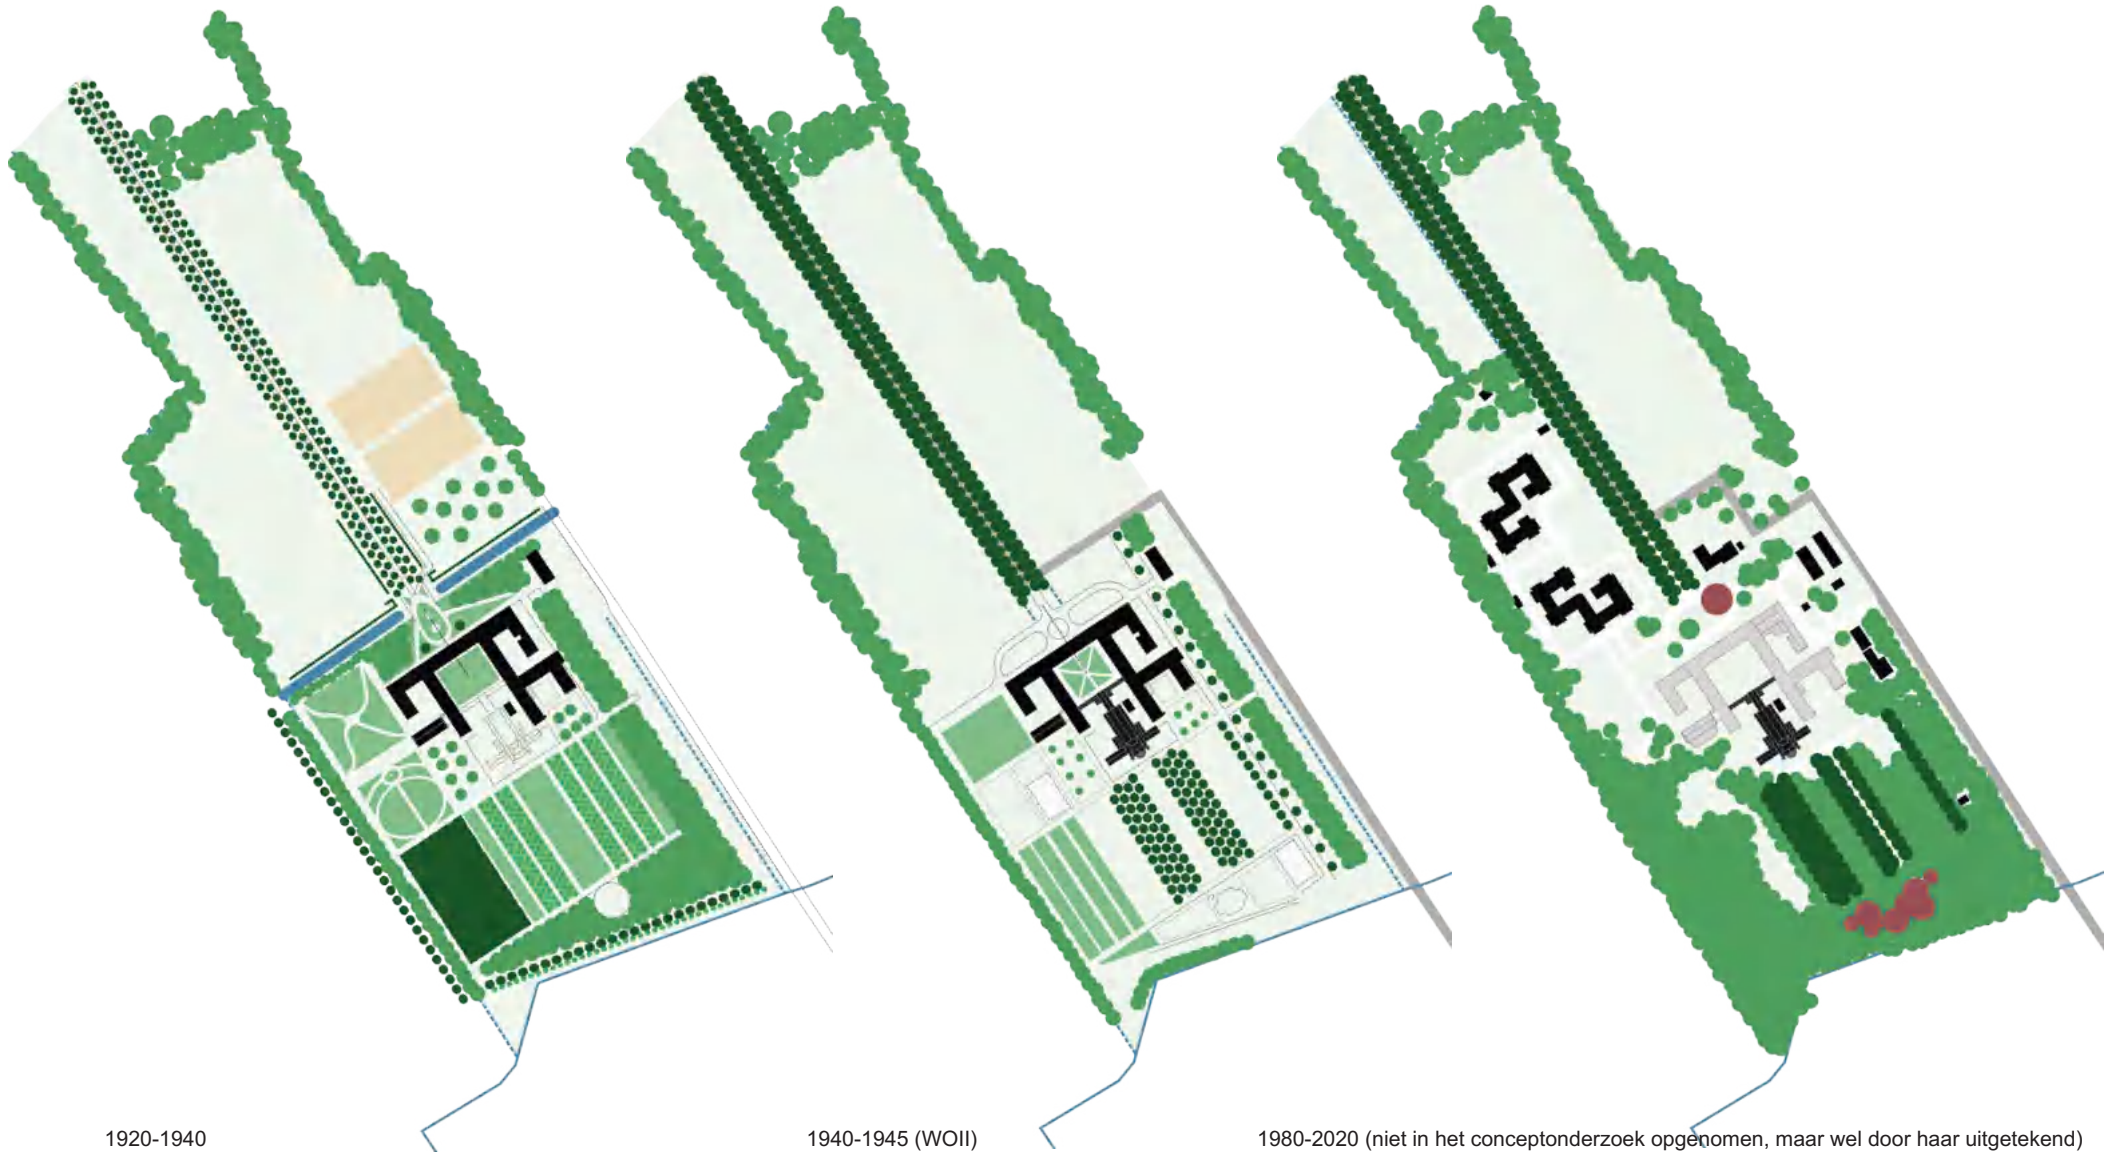 1920-1940
1940-1945 (WOII)
1980-2020 (niet in het conceptonderzoek opgenomen, maar wel door haar uitgetekend)